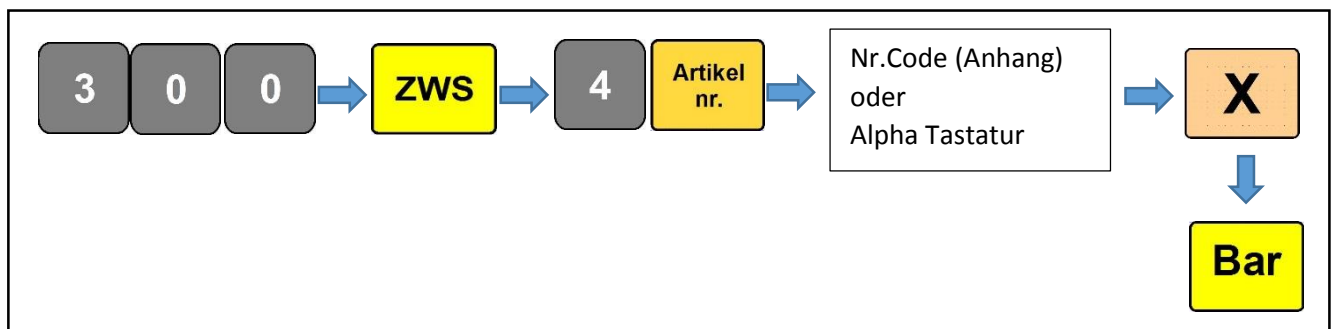 3 0 0 ZWS 4 Artikel nr.
Nr.Code (Anhang)
oder
Alpha Tastatur
X
Bar